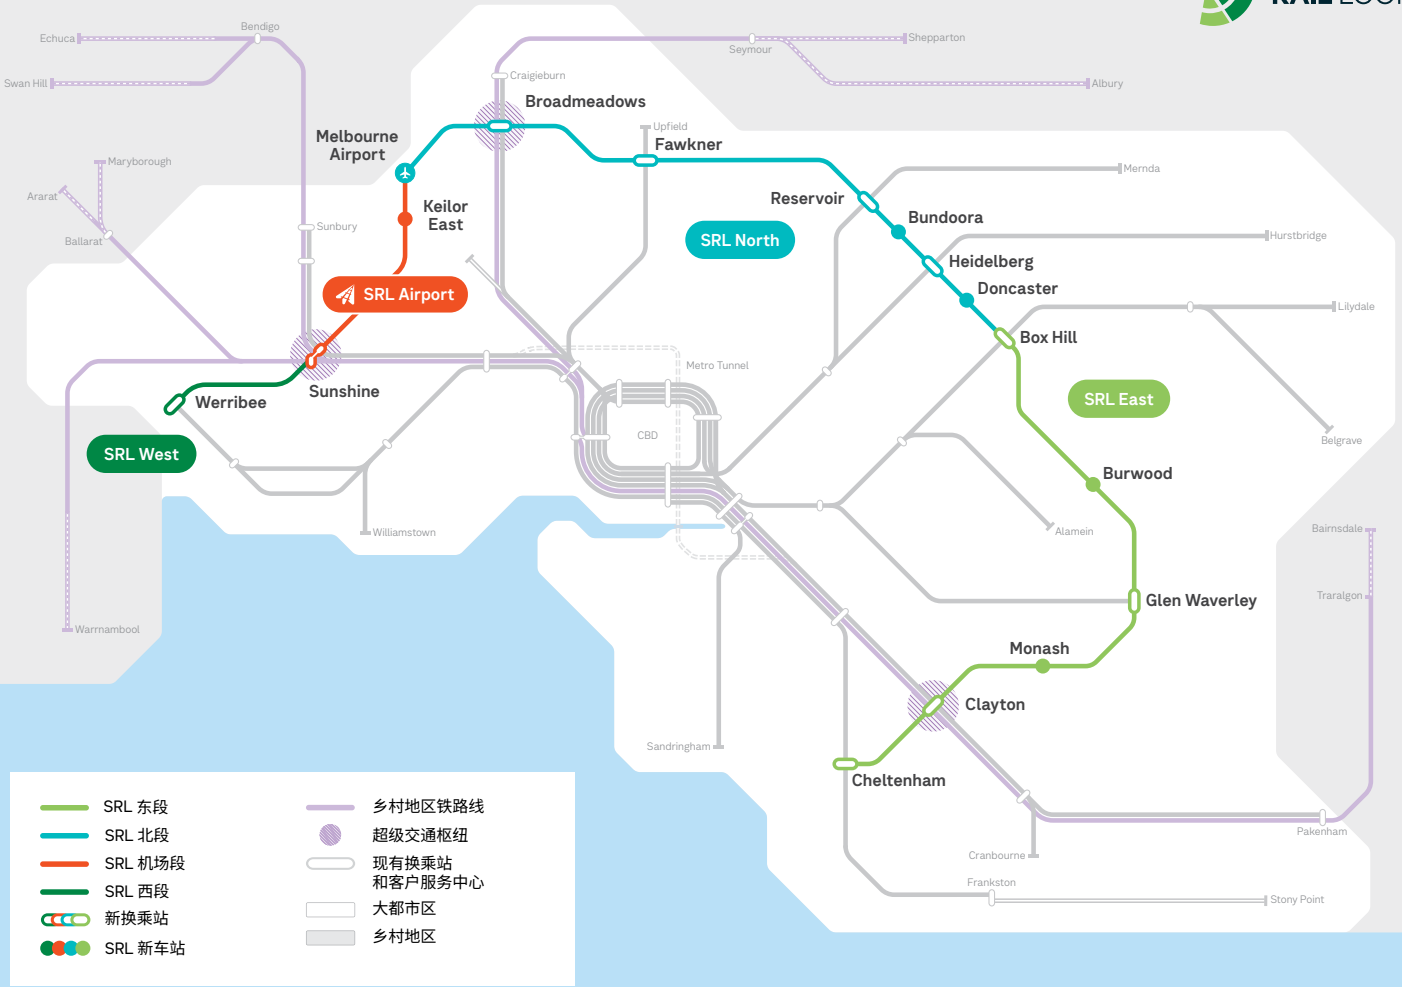 RAIL LOOP
Echuca
Bendigo
Swan Hill
Seymour
Shepparton
Albury
Craigieburn
Broadmeadows
Melbourne
Airport
Upfield
Fawkner
Maryborough
Mernda
Ararat
Reservoir
Keilor
East
Bundoora
Sunbury
Ballarat
SRL North
Hurstbridge
Heidelberg
Doncaster
SRL Airport
Lilydale
Box Hill
Metro Tunnel
Sunshine
Werribee
SRL East
CBD
Belgrave
SRL West
Burwood
Williamstown
Alamein
Bairnsdale
Traralgon
Glen Waverley
Warrnambool
Monash
Clayton
Sandringham
Cheltenham
Pakenham
Cranbourne
Frankston
Stony Point
SRL 东段
SRL 北段
SRL 机场段
SRL 西段
新换乘站
SRL 新车站
乡村地区铁路线
超级交通枢纽
现有换乘站
和客户服务中心
大都市区
乡村地区